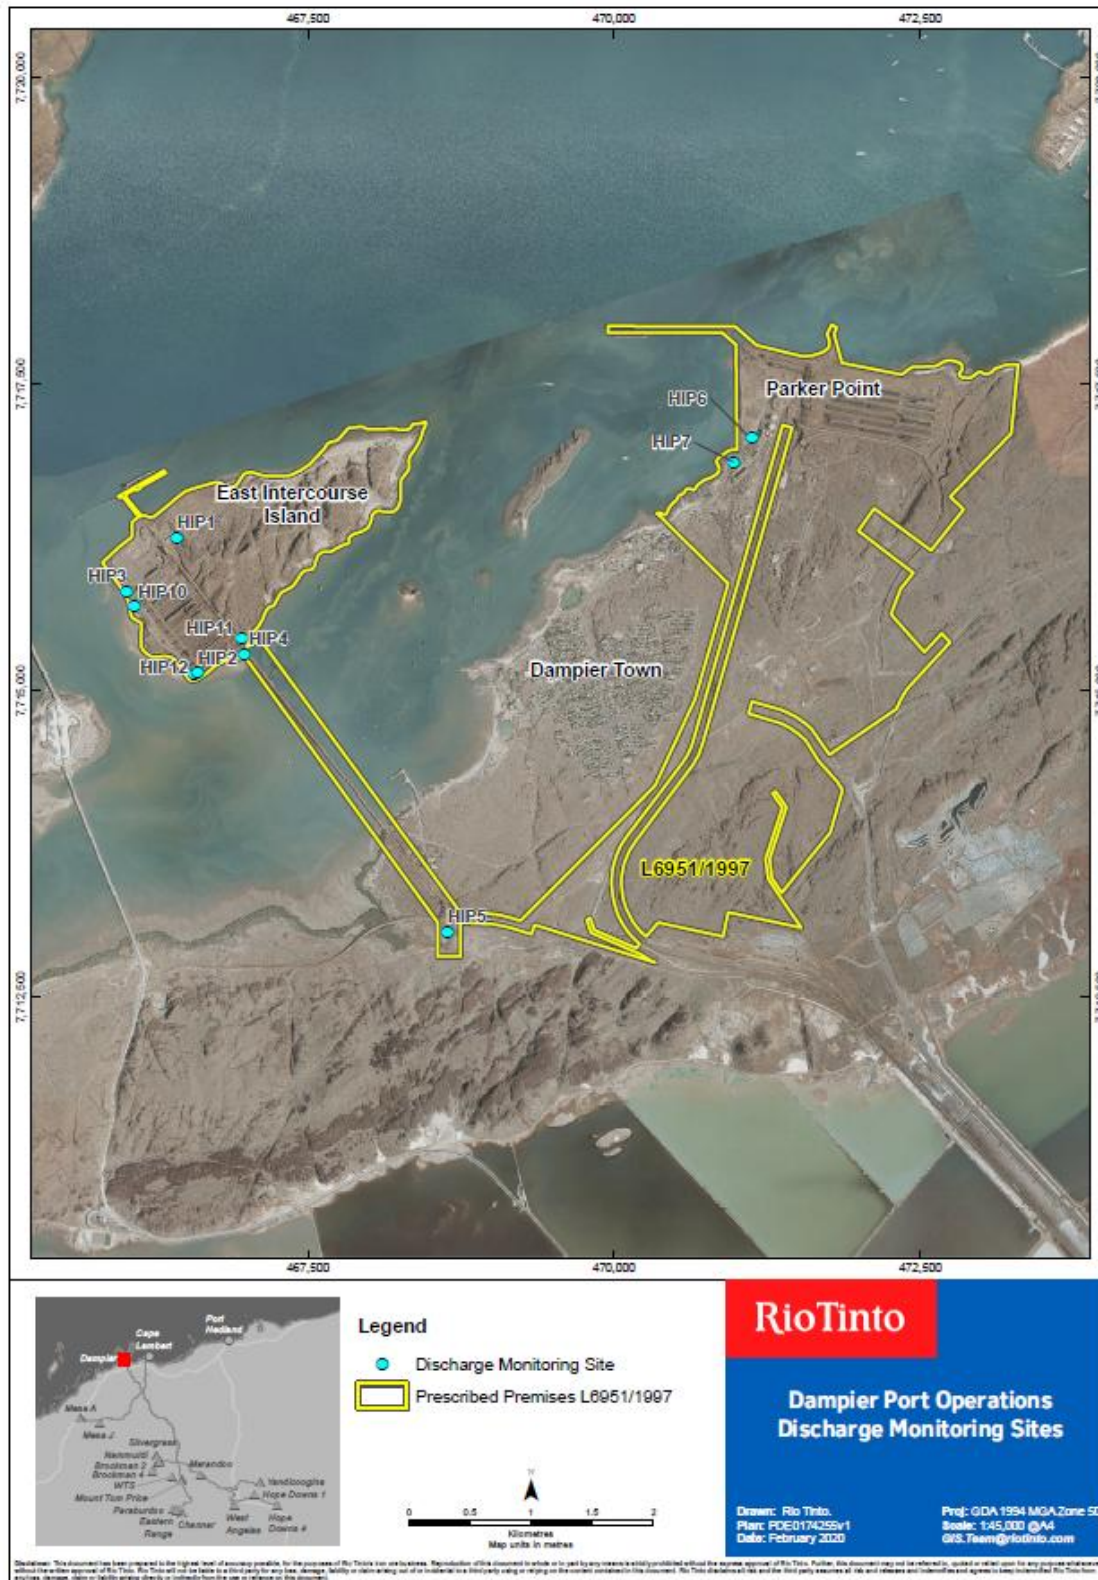 467,500 470,000 472,500
7,720,000
7,717,500
Parker Point
HIP6
HIP7
East Intercourse
Island
HIP1
HIP3
HIP10
HIP11
HIP4
HIP12
HIP2
Dampier Town
7,715,000
L6951/1997
HIP5
7,712,500
467,500 470,000 472,500
Port
Hedland
Cape
Lambert
Dampier
Mesa A
Mesa J
Silvergrass
Nammuldi
Brockman 2
Brockman 4
Marandoo
WTS
Mount Tom Price
Paraburdoo
Eastern
Range
Channar
Yandicoogina
Hope Downs 1
West
Angelas
Hope
Downs 4
Legend
Discharge Monitoring Site
Prescribed Premises L6951/1997
N
0 0.5 1 1.5 2
Kilometres
Map units in metres
RioTinto
Dampier Port Operations
Discharge Monitoring Sites
Drawn: Rio Tinto.
Plan: PDE0174255v1
Date: February 2020
Proj: GDA 1994 MGA Zone 50
Scale: 1:45,000 @A4
GIS.Team@riotinto.com